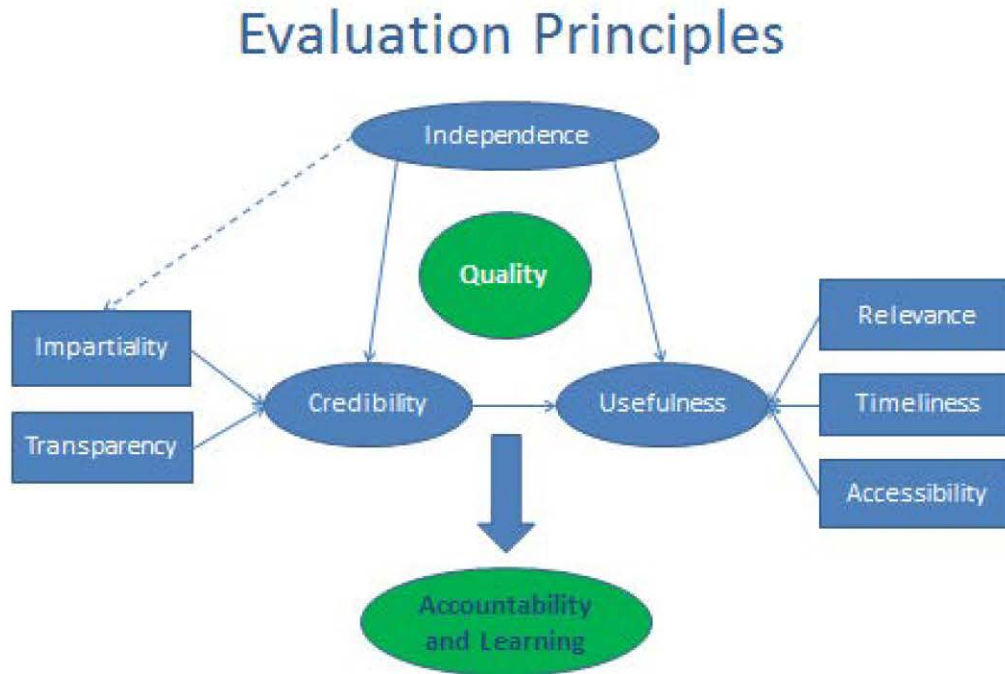 Evaluation Principles
Independence
Quality
Impartiality
Transparency
Credibility
Usefulness
Relevance
Timeliness
Accessibility
Accountability
and Learning